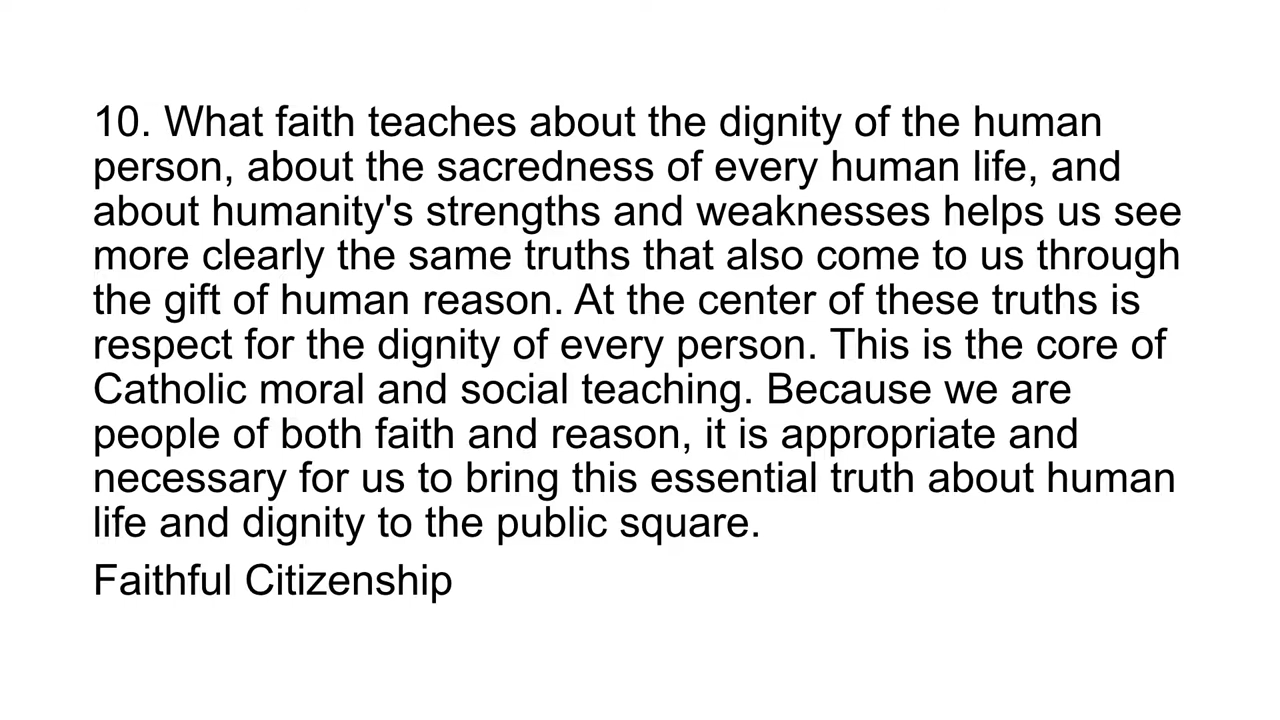 10. What faith teaches about the dignity of the human
person, about the sacredness of every human life, and
about humanity's strengths and weaknesses helps us see
more clearly the same truths that also come to us through
the gift of human reason. At the center of these truths is
respect for the dignity of every person. This is the core of
Catholic moral and social teaching. Because we are
people of both faith and reason, it is appropriate and
necessary for us to bring this essential truth about human
life and dignity to the public square.
Faithful Citizenship